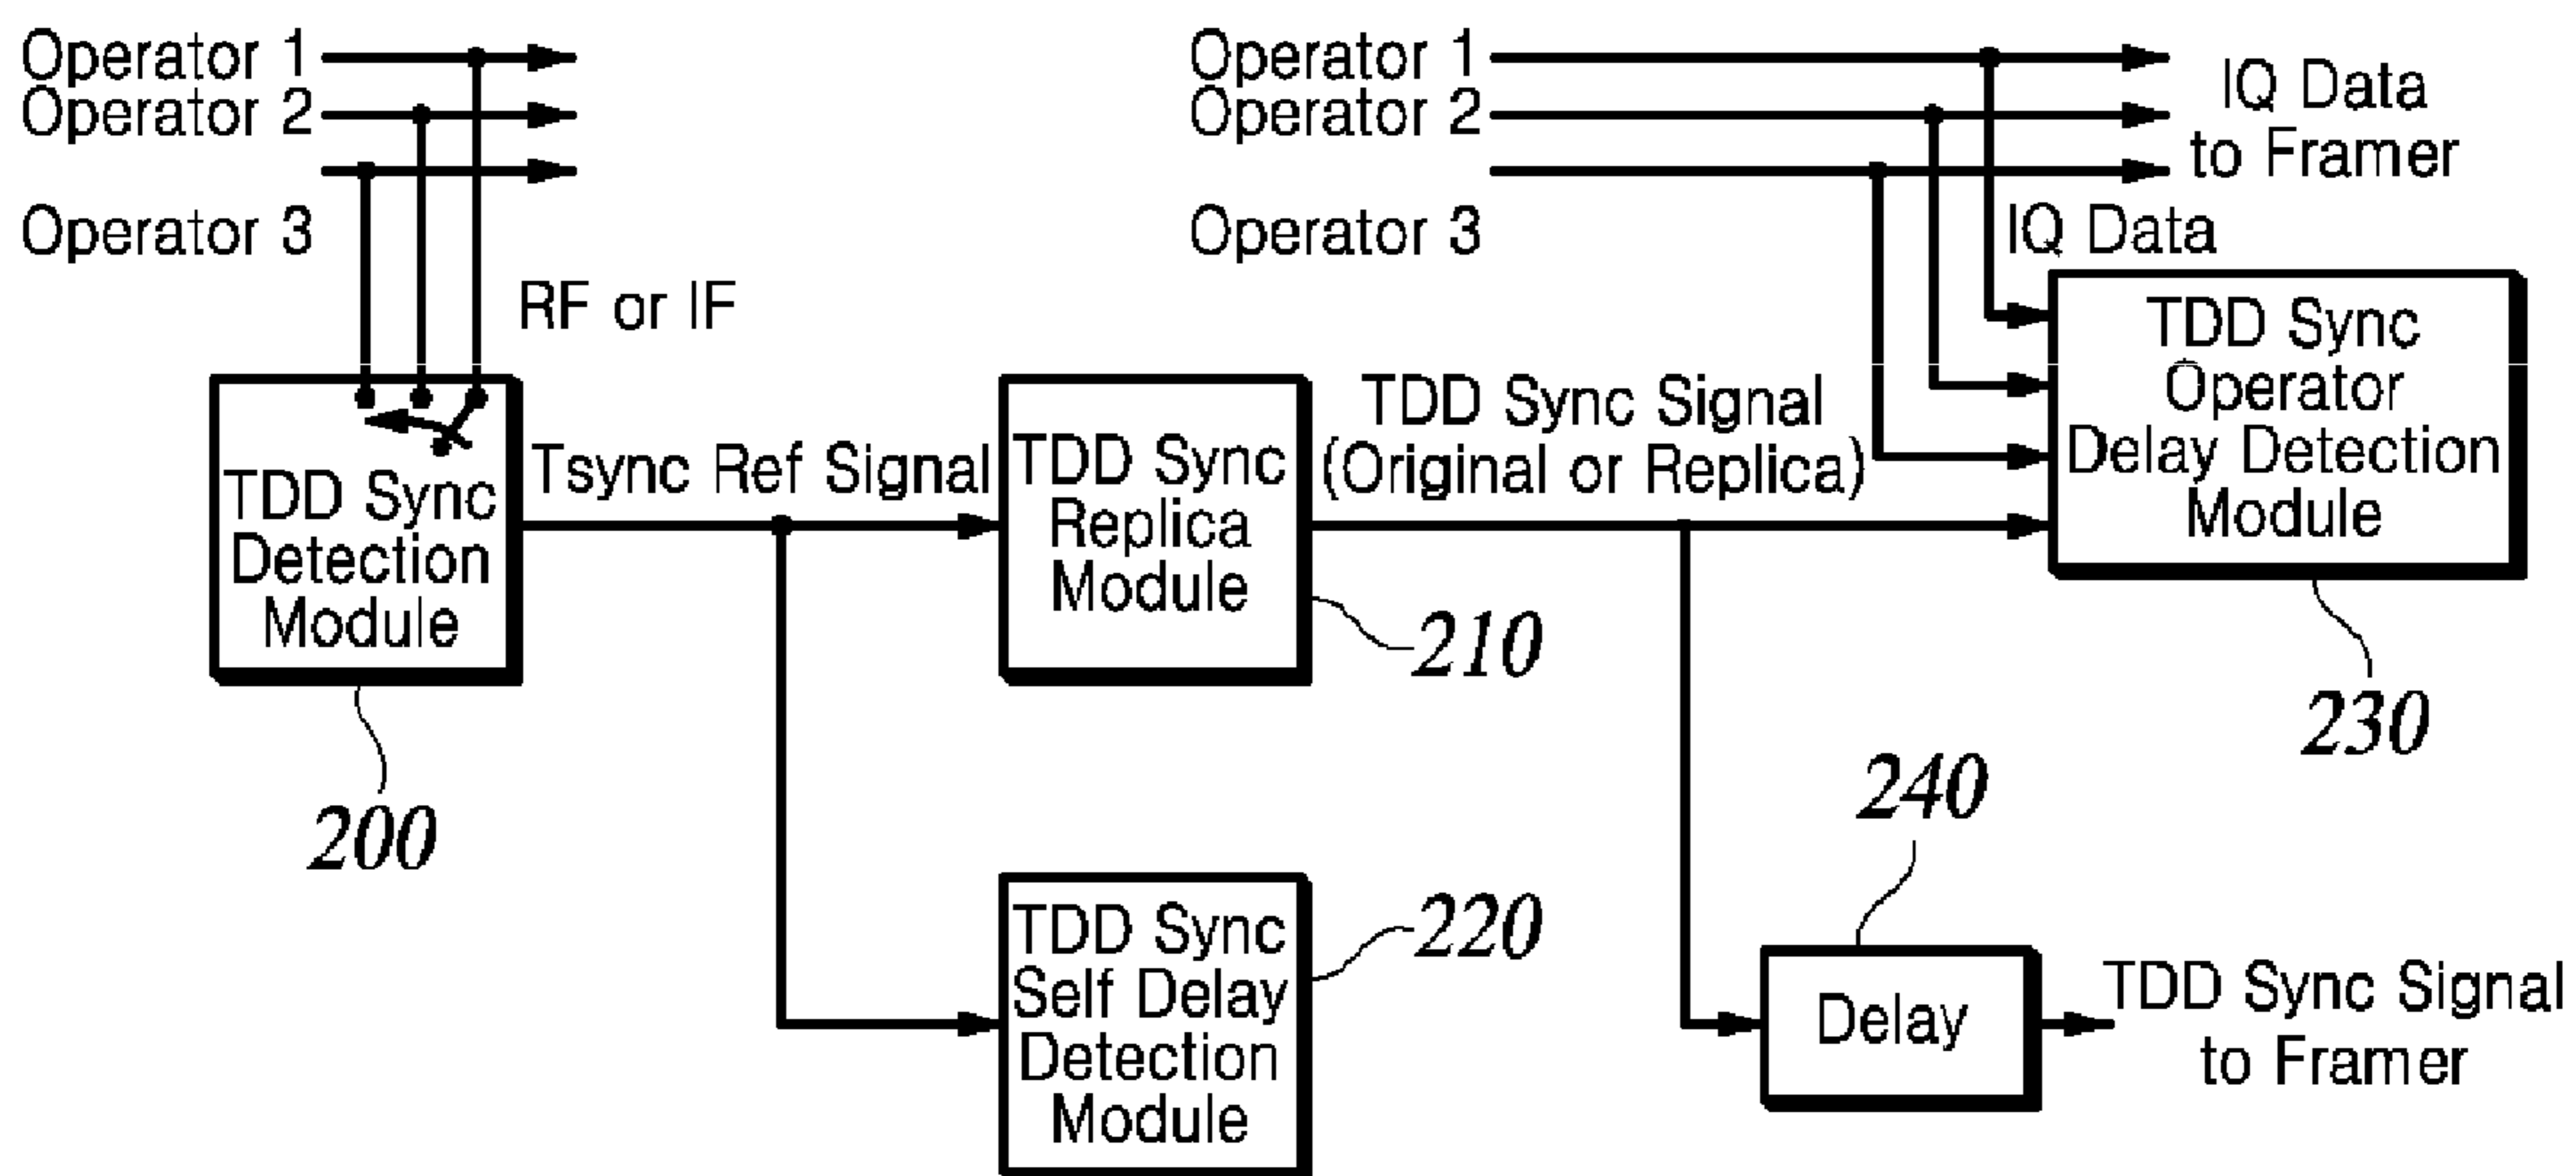 Operator 1
Operator 2
Operator 3
RF or IF
TDD Sync
Detection
Module
200
Tsync Ref Signal
TDD Sync
Replica
Module
210
TDD Sync
Self Delay
Detection
Module
220
TDD Sync Signal
(Original or Replica)
Operator 1
Operator 2
Operator 3
IQ Data
to Framer
IQ Data
TDD Sync
Operator
Delay Detection
Module
230
240
Delay
TDD Sync Signal
to Framer